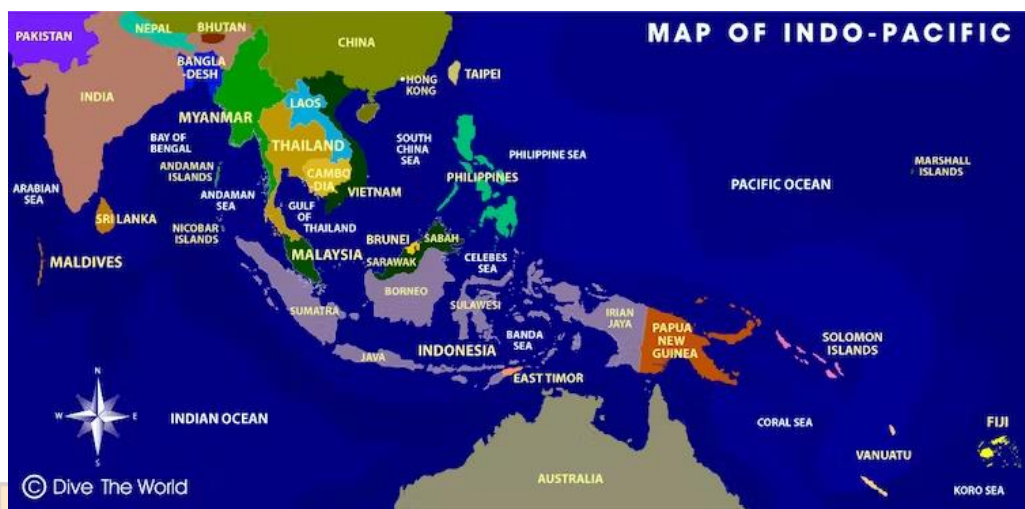 MAP OF INDO-PACIFIC
PAKISTAN
NEPAL
BHUTAN
CHINA
BANGLA
-DESH
HONG
KONG
TAIPEI
INDIA
LAOS
MYANMAR
BAY OF
BENGAL
THAILAND
SOUTH
CHINA
SEA
PHILIPPINE SEA
ANDAMAN
ISLANDS
CAMBO
DIA
PHILIPPINES
MARSHALL
ISLANDS
PACIFIC OCEAN
ARABIAN
SEA
ANDAMAN
SEA
VIETNAM
GULF
OF
THAILAND
SRI LANKA
NICOBAR
ISLANDS
BRUNEI
SABAH
MALDIVES
MALAYSIA
SARAWAK
CELEBES
SEA
BORNEO
SULAWESI
SUMATRA
IRIAN
JAYA
PAPUA
NEW
GUINEA
SOLOMON
ISLANDS
BANDA
SEA
JAVA
INDONESIA
EAST TIMOR
N
W
E
S
INDIAN OCEAN
CORAL SEA
FIJI
VANUATU
AUSTRALIA
KORO SEA
© Dive The World